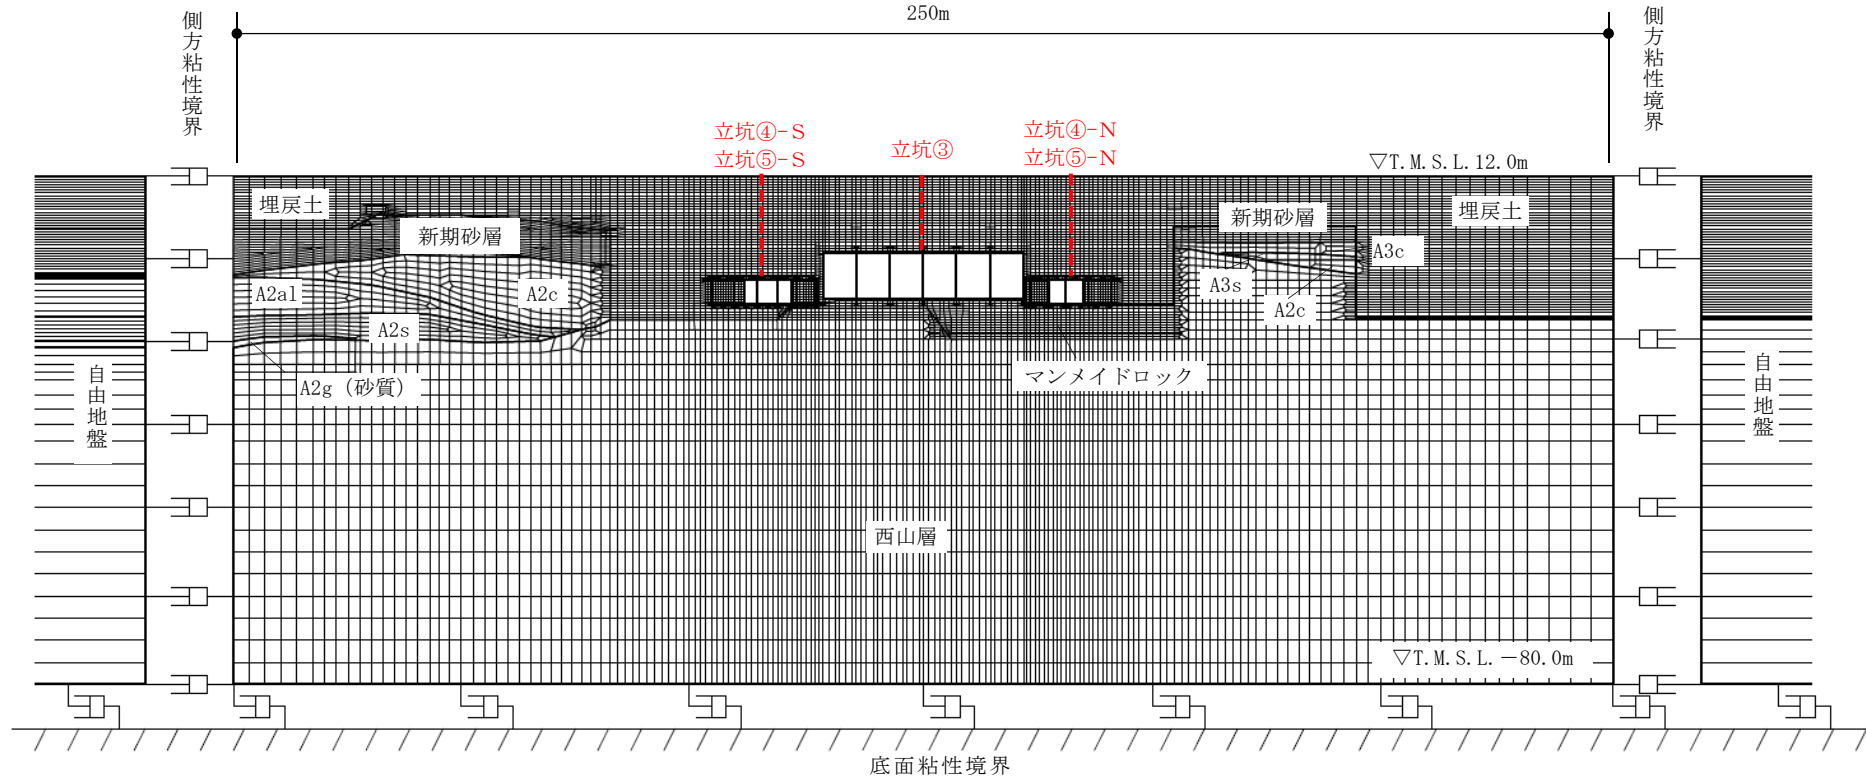 250m
側方粘性境界
側方粘性境界
立坑④-S
立坑⑤-S
立坑③
立坑④-N
立坑⑤-N
▽T.M.S.L.12.0m
埋戻土
新期砂層
新期砂層
埋戻土
A3c
A2al
A2c
A3s
A2c
A2s
A2g（砂質）
マンメイドロック
自由地盤
自由地盤
西山層
▽T.M.S.L.－80.0m
底面粘性境界